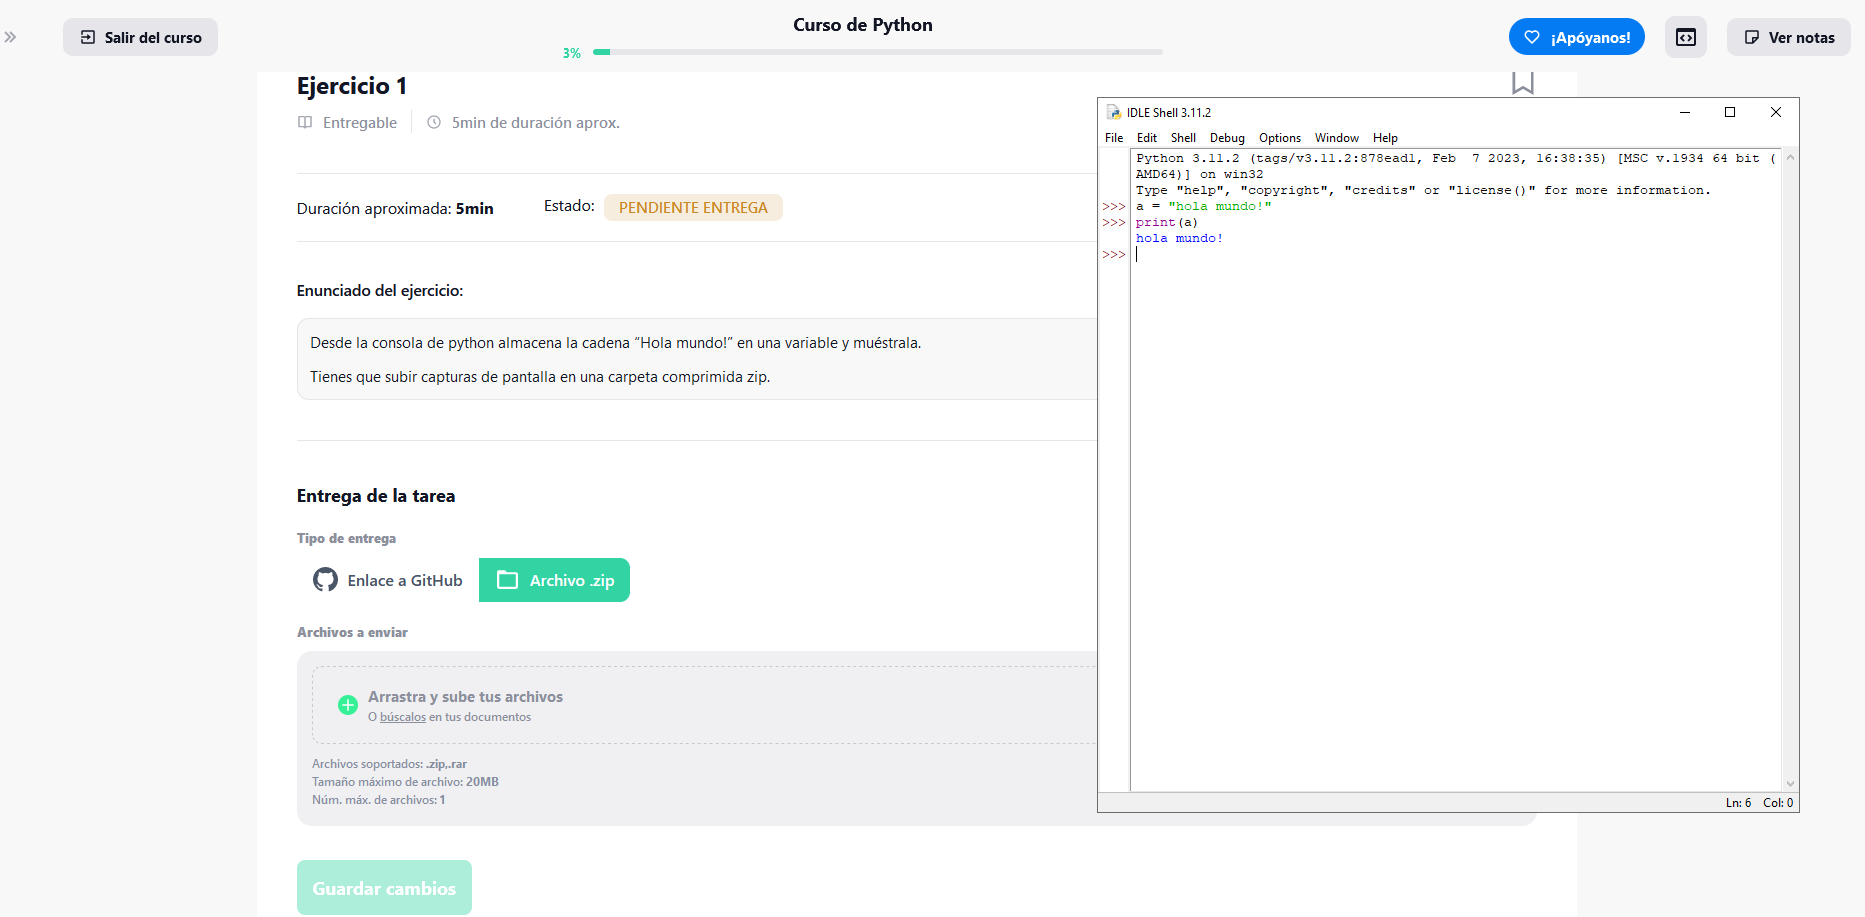 Salir del curso
Curso de Python
3%
¡Apóyanos!
Ver notas
Ejercicio 1
Entregable
5min de duración aprox.
Duración aproximada: 5min
Estado: PENDIENTE ENTREGA
Enunciado del ejercicio:
Desde la consola de python almacena la cadena “Hola mundo!” en una variable y muéstrala.
Tienes que subir capturas de pantalla en una carpeta comprimida zip.
Entrega de la tarea
Tipo de entrega
Enlace a GitHub
Archivo .zip
Archivos a enviar
Arrastra y sube tus archivos
O búscalos en tus documentos
Archivos soportados: .zip,.rar
Tamaño máximo de archivo: 20MB
Núm. máx. de archivos: 1
Guardar cambios
IDLE Shell 3.11.2
File Edit Shell Debug Options Window Help
Python 3.11.2 (tags/v3.11.2:878ead1, Feb  7 2023, 16:38:35) [MSC v.1934 64 bit (
AMD64)] on win32
Type "help", "copyright", "credits" or "license()" for more information.
>>> a = "hola mundo!"
>>> print(a)
hola mundo!
>>>
Ln: 6 Col: 0